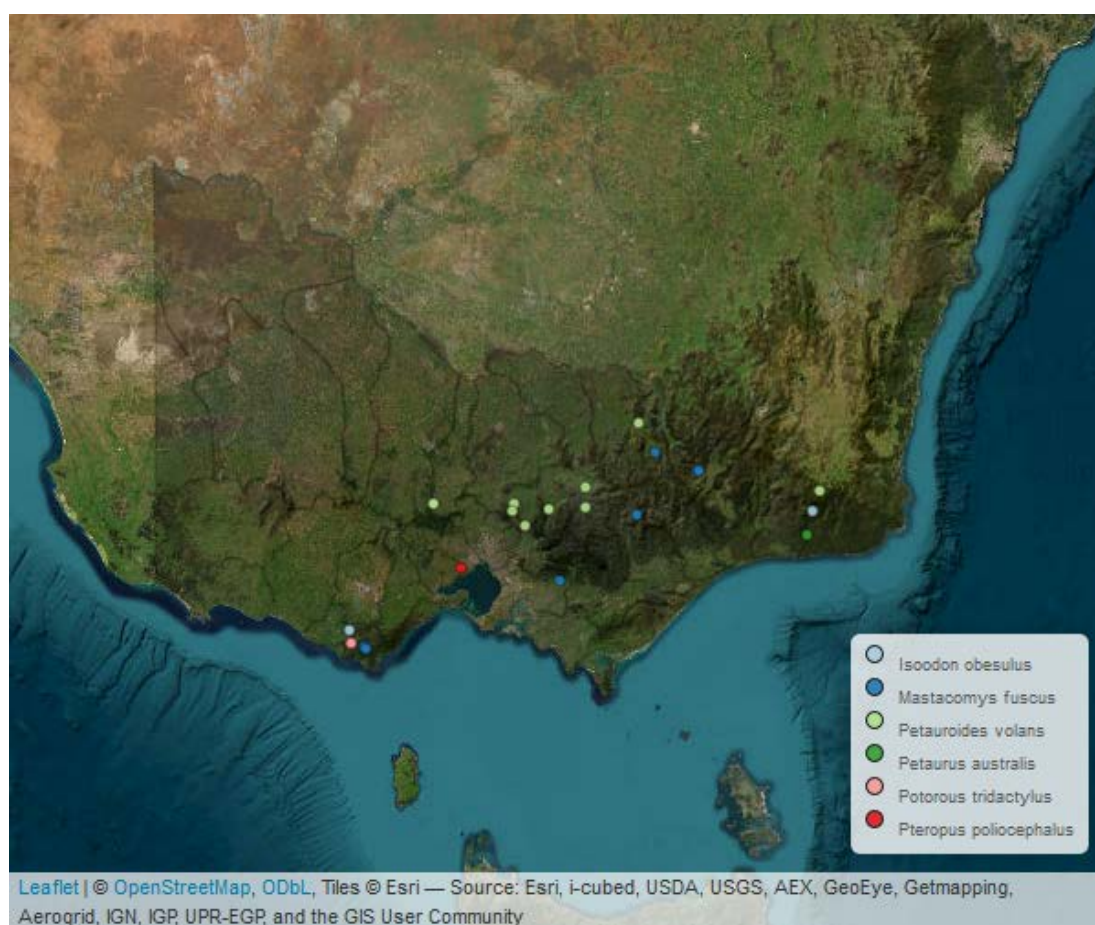 Isoodon obesulus
Mastacomys fuscus
Petauroides volans
Petaurus australis
Potorous tridactylus
Pteropus poliocephalus
Leaflet | © OpenStreetMap, ODbL, Tiles © Esri — Source: Esri, i-cubed, USDA, USGS, AEX, GeoEye, Getmapping,
Aerogrid, IGN, IGP, UPR-EGP, and the GIS User Community